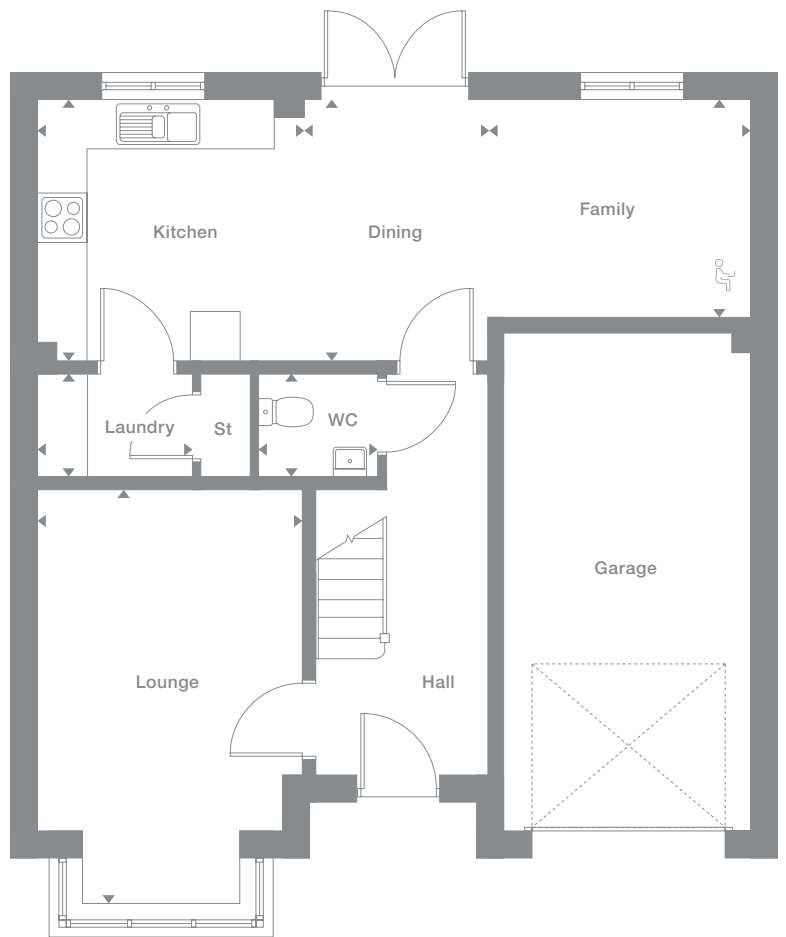 Kitchen
Dining
Family
Laundry
St
WC
Garage
Lounge
Hall